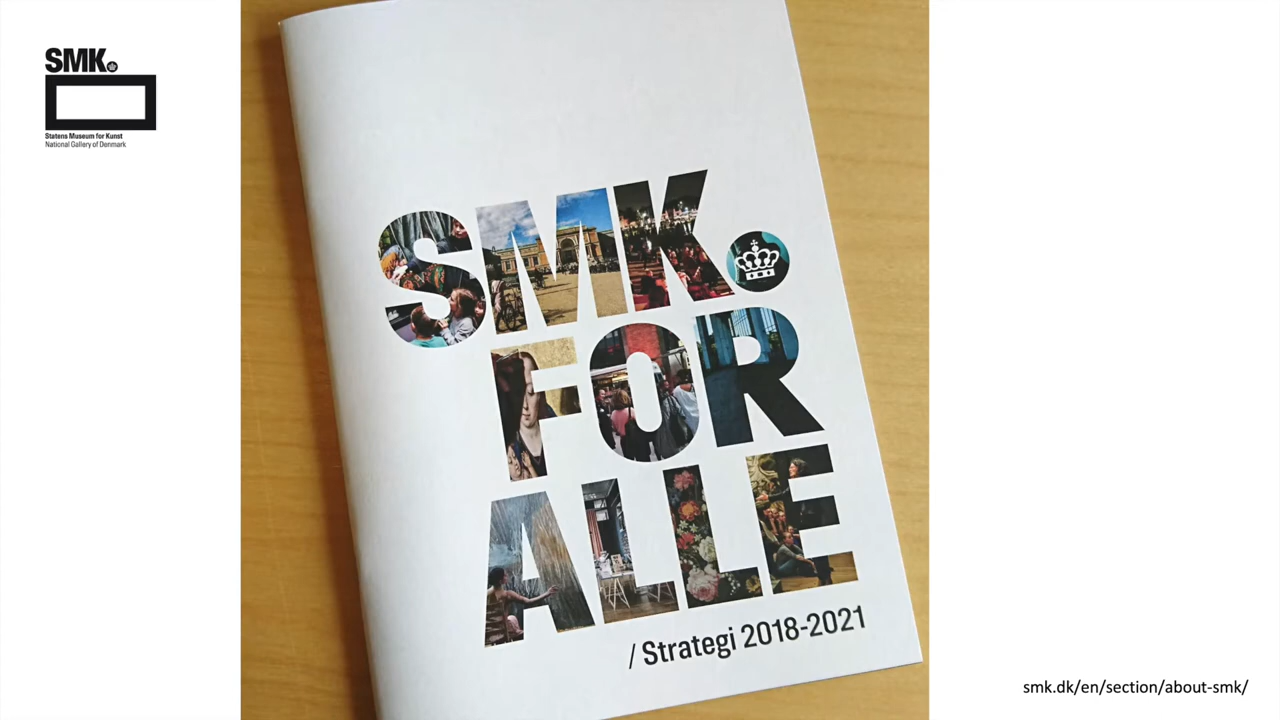 SMK.
Statens Museum for Kunst
National Gallery of Denmark
SMK.
FOR
ALLE
/ Strategi 2018-2021
smk.dk/en/section/about-smk/